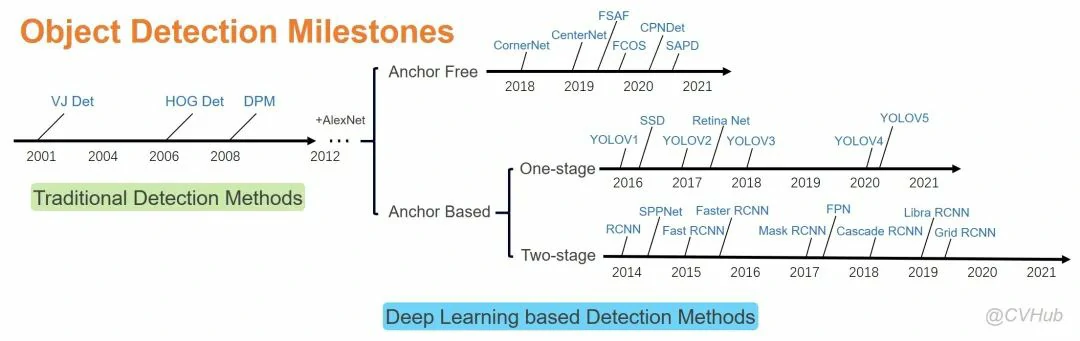 Object Detection Milestones
VJ Det
HOG Det
DPM
2001
2004
2006
2008
2012
+AlexNet
...
Traditional Detection Methods
Anchor Free
CornerNet
CenterNet
FSAF
FCOS
CPNDet
SAPD
2018
2019
2020
2021
Anchor Based
One-stage
YOLOV1
SSD
YOLOV2
Retina Net
YOLOV3
YOLOV4
YOLOV5
2016
2017
2018
2019
2020
2021
Two-stage
RCNN
SPPNet
Fast RCNN
Faster RCNN
Mask RCNN
FPN
Cascade RCNN
Libra RCNN
Grid RCNN
2014
2015
2016
2017
2018
2019
2020
2021
Deep Learning based Detection Methods
@CVHub